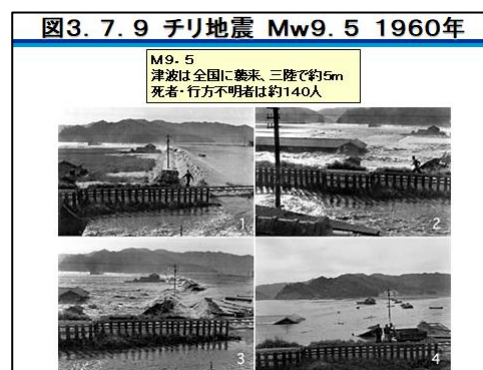 図3．7．9 チリ地震 Mw9．5 1960年
M9．5
津波は全国に襲来、三陸で約5m
死者・行方不明者は約140人
1
2
3
4